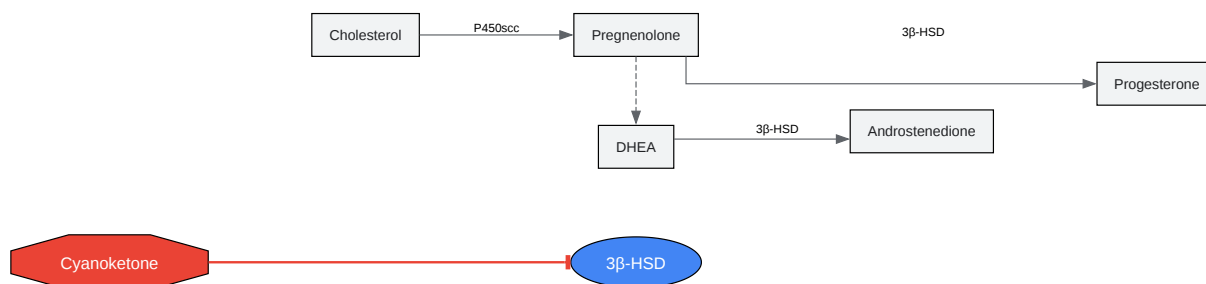 Cholesterol
P450scc
Pregnenolone
3β-HSD
Progesterone
DHEA
3β-HSD
Androstenedione
Cyanoketone
3β-HSD